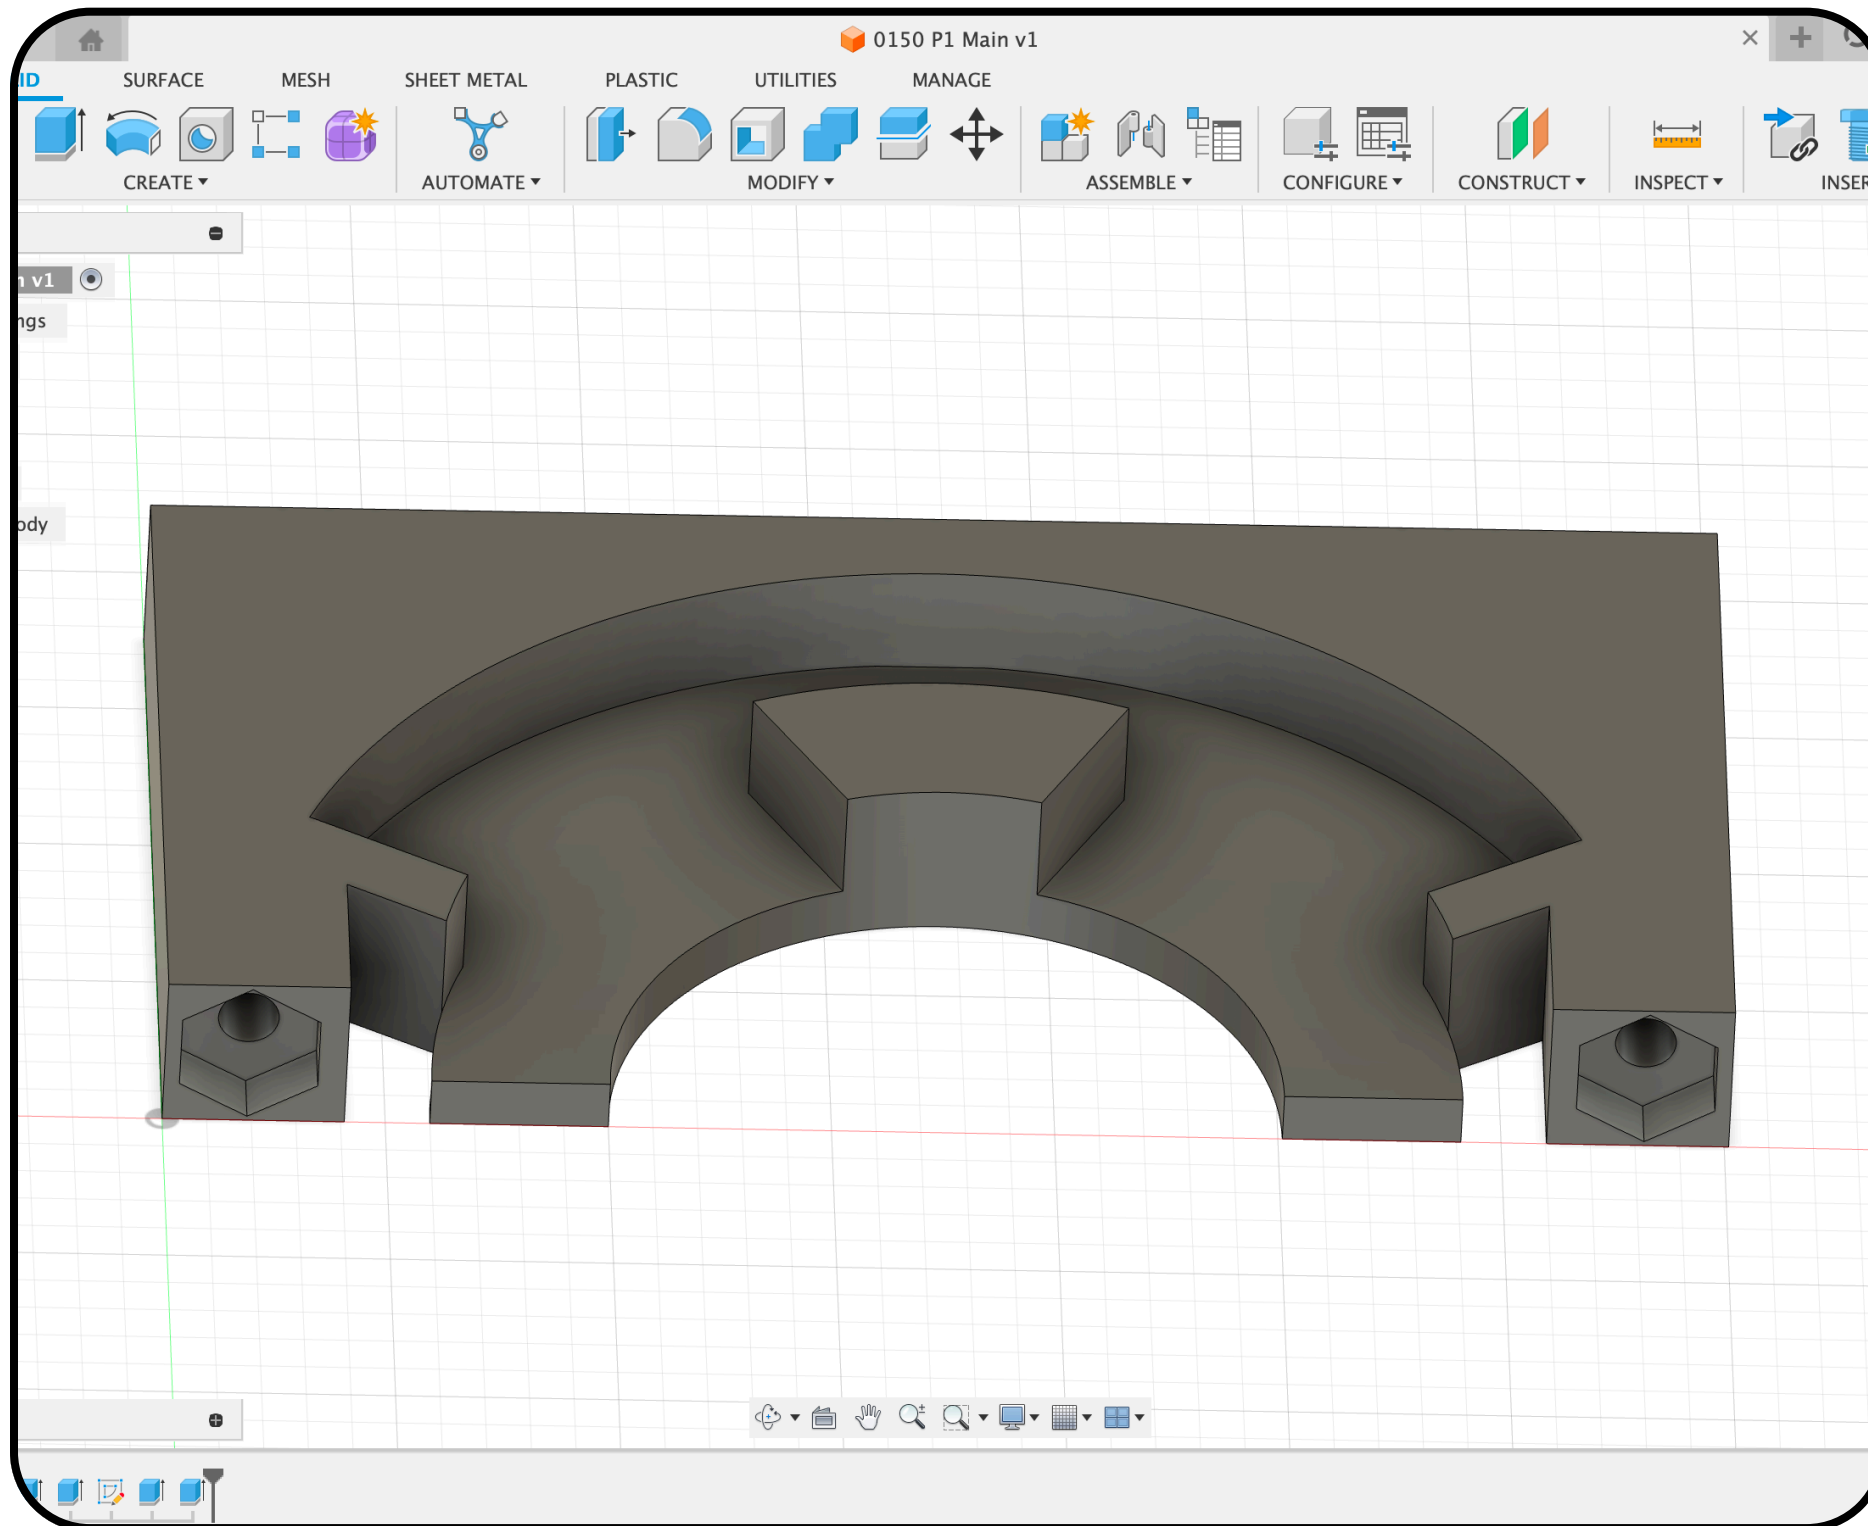 0150 P1 Main v1
ID SURFACE MESH SHEET METAL PLASTIC UTILITIES MANAGE
CREATE AUTOMATE MODIFY ASSEMBLE CONFIGURE CONSTRUCT INSPECT INSER
n v1
ngs
ody